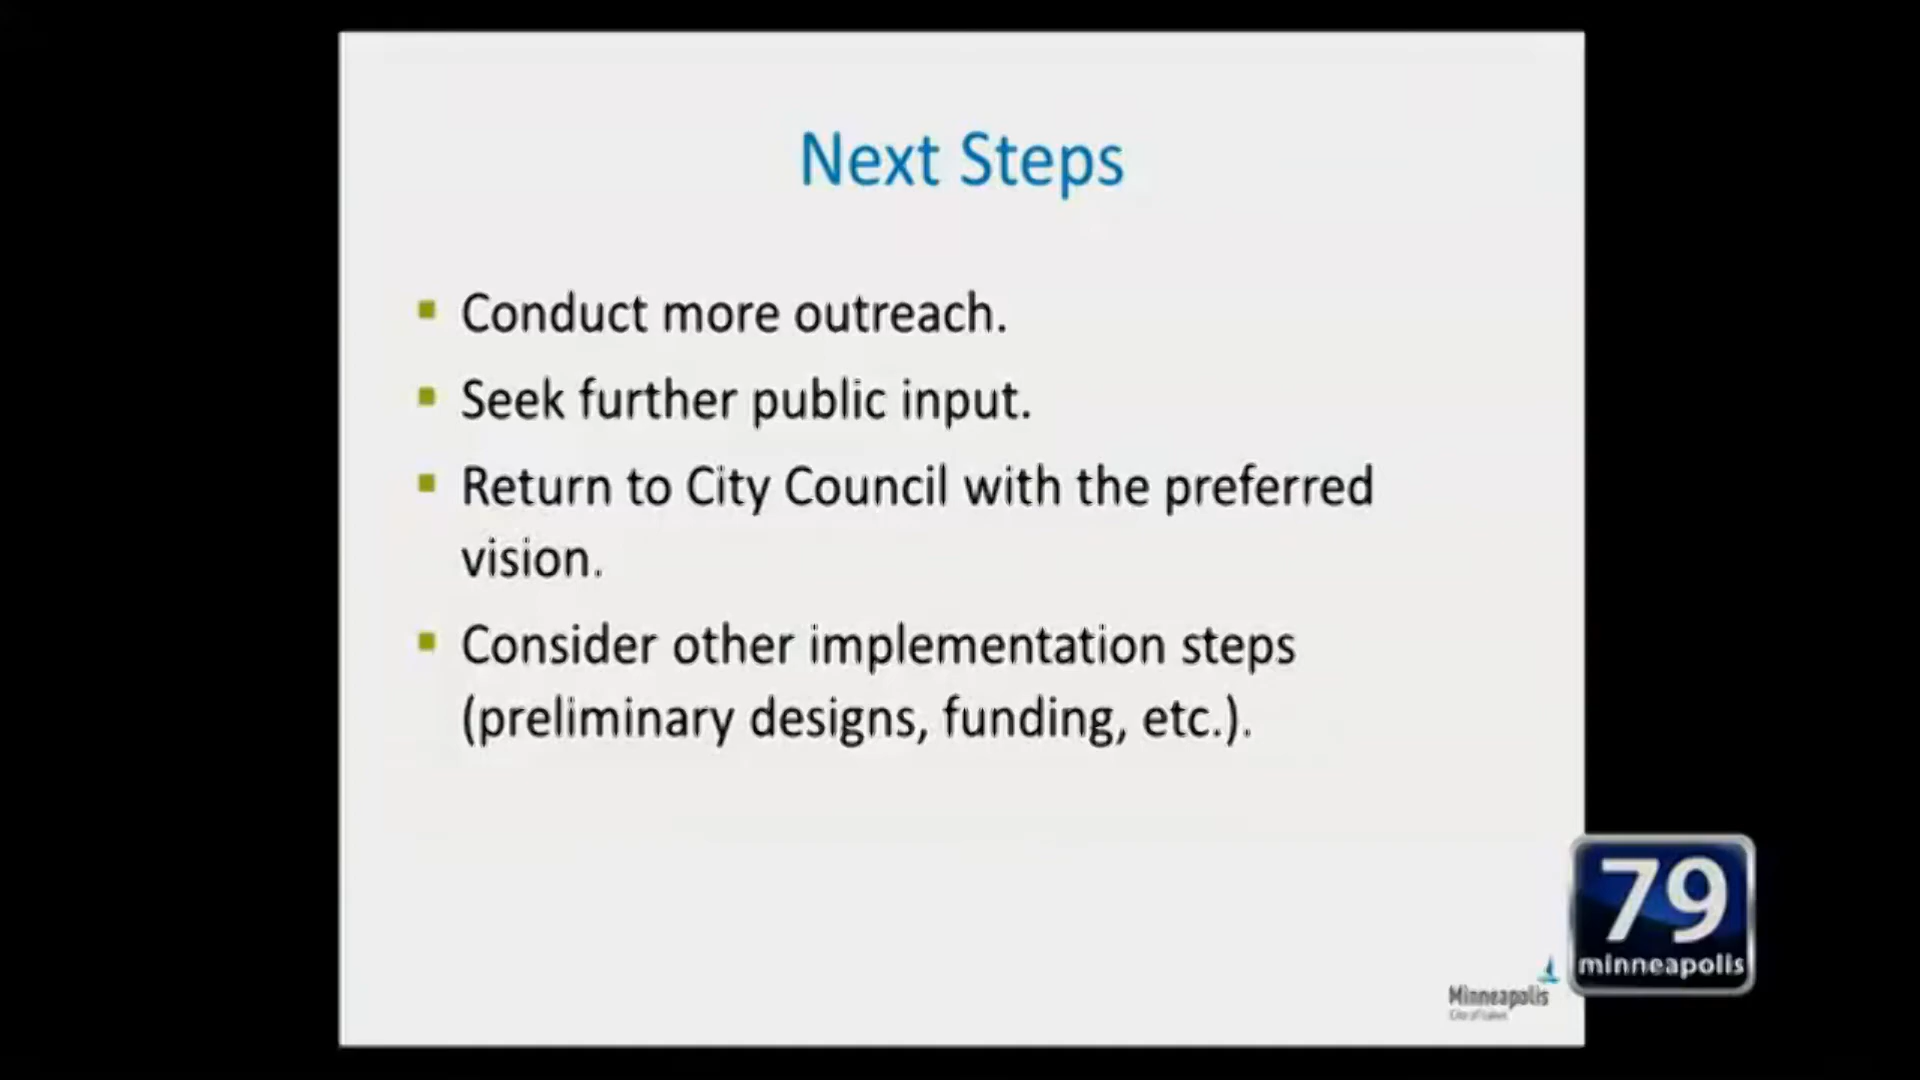 Next Steps
Conduct more outreach.
Seek further public input.
Return to City Council with the preferred
vision.
Consider other implementation steps
(preliminary designs, funding, etc.).
79
minneapolis
Minneapolis
City of Lakes